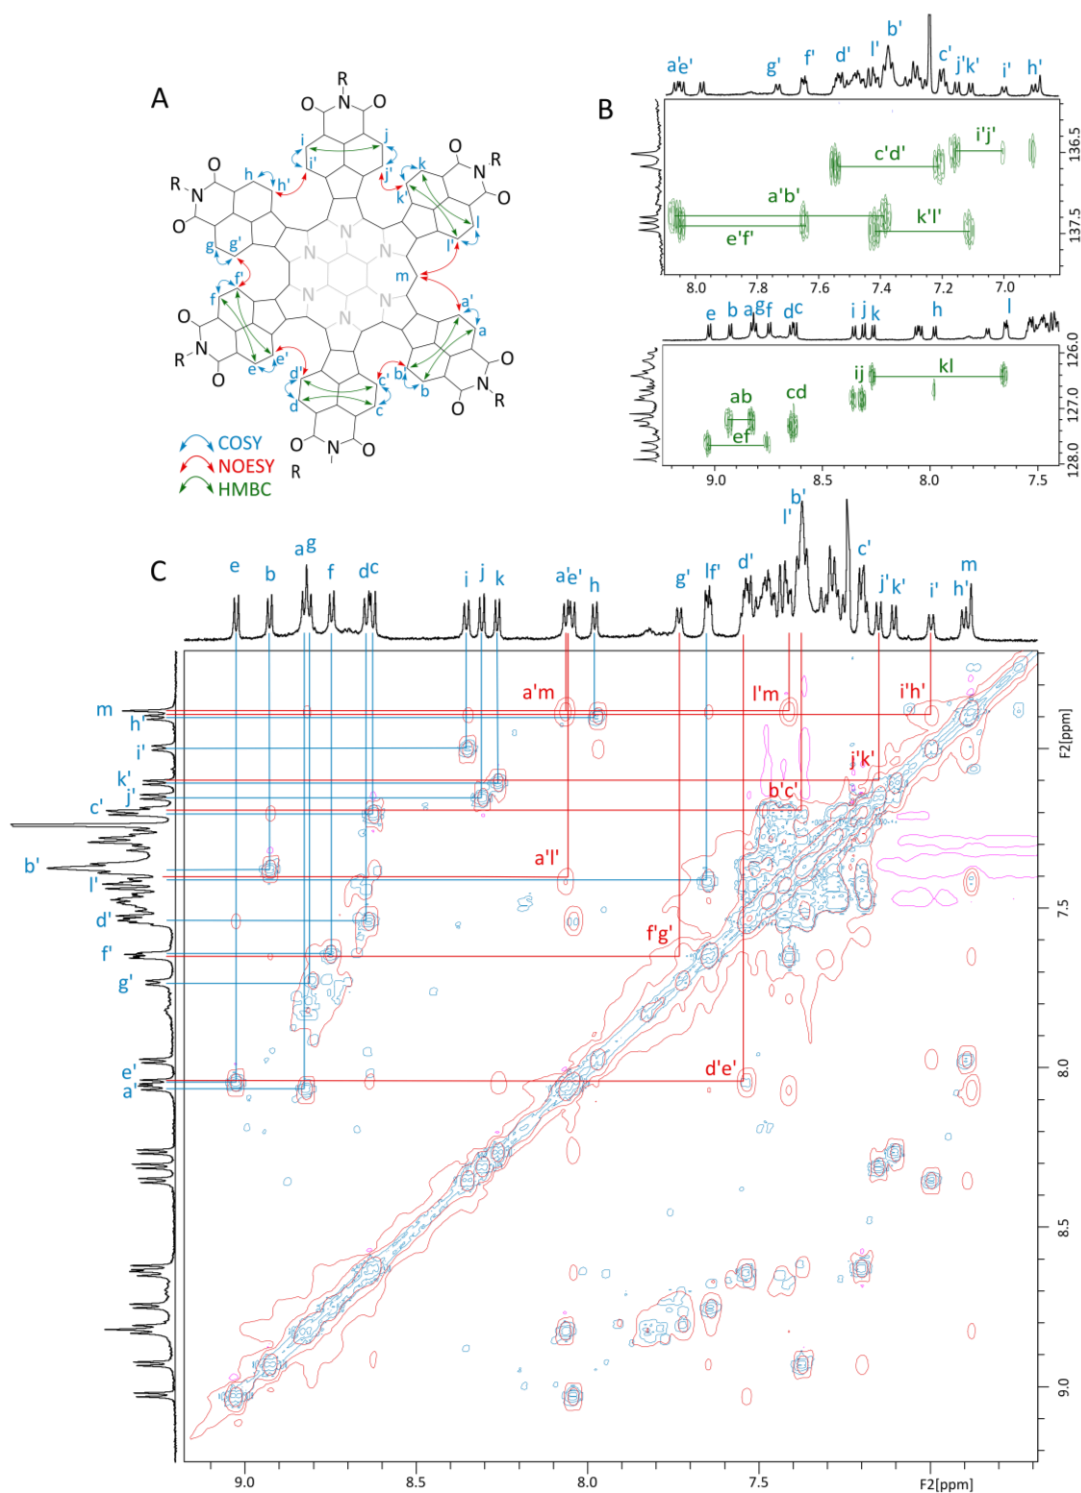 A
R
O N O
i j
i' j'
R
O
N
O
h h'
g g'
k
k'
l
l'
O
N
R
O
N N
N N
N N
m
f'
f
e
e'
O
N
O
R
a'
a
b'
b
O
N
O
R
d'
d
c'
c
O N O
R
COSY
NOESY
HMBC
B
a' e' g' f' d' l' b' c' j' k' i' h'
i'j'
c'd'
a'b'
k'l'
e'f'
136.5
137.5
8.0 7.8 7.6 7.4 7.2 7.0
e b a g f d c i j k h l
kl
ij
cd
ab
ef
126.0
127.0
128.0
9.0 8.5 8.0 7.5
C
e b a g f d c i j k a' e' h g' l f' d' l' b' c' j' k' i' h' m
m
h'
i'
k'
j'
c'
b'
l'
d'
f'
g'
e'
a'
a'm l'm i'h'
j'k'
b'c'
a'l'
f'g'
d'e'
F2[ppm]
7.5
8.0
8.5
9.0
9.0 8.5 8.0 7.5 F2[ppm]